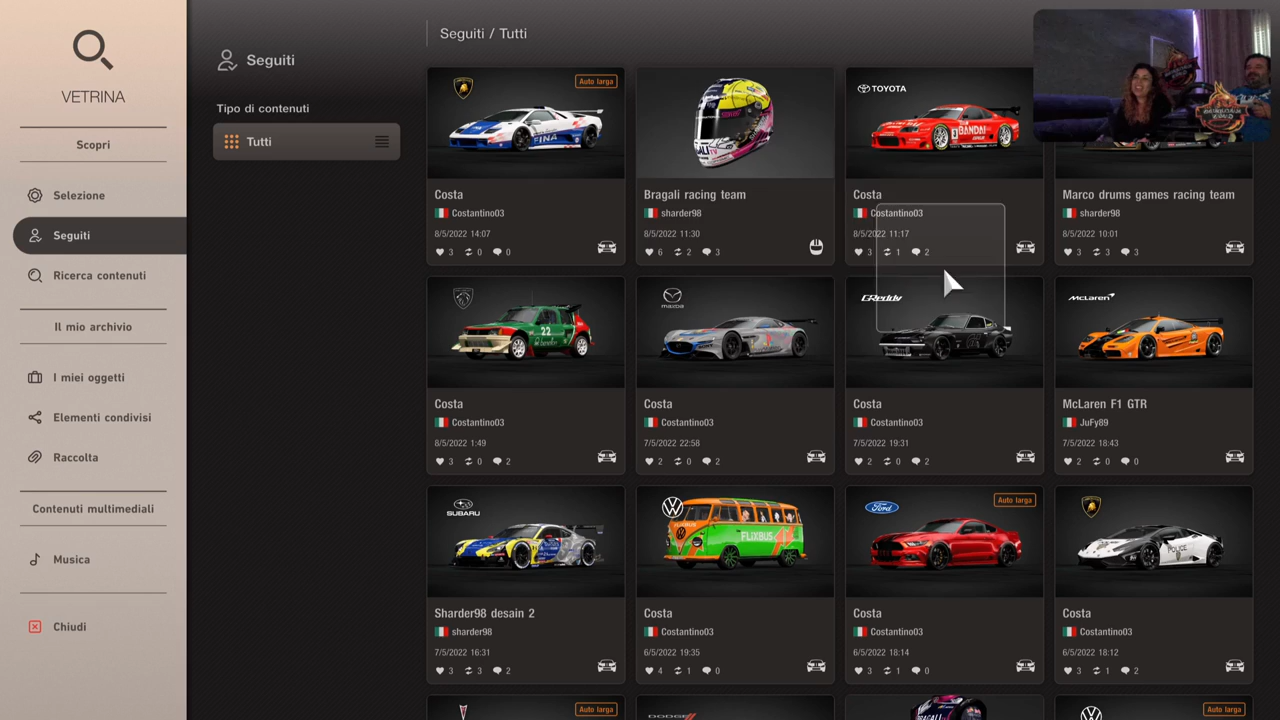 VETRINA
Scopri
Selezione
Seguiti
Ricerca contenuti
Il mio archivio
I miei oggetti
Elementi condivisi
Raccolta
Contenuti multimediali
Musica
Chiudi
Seguiti
Tipo di contenuti
Tutti
Seguiti / Tutti
Auto larga
FINA
Costa
Costantino03
8/5/2022 14:07
3 0 0
Bragali racing team
sharder98
8/5/2022 11:30
6 2 3
TOYOTA
BANDAI
Costa
Costantino03
8/5/2022 11:17
3 1 2
Marco drums games racing team
sharder98
8/5/2022 10:01
3 3 3
22
Costa
Costantino03
8/5/2022 1:49
3 0 2
mazda
Costa
Costantino03
7/5/2022 22:58
2 0 2
GReddy
Costa
Costantino03
7/5/2022 19:31
2 0 2
McLaren
McLaren F1 GTR
JuFy89
7/5/2022 18:43
2 0 0
SUBARU
Sharder98 desain 2
sharder98
7/5/2022 16:31
3 3 2
FLiXBUS
Costa
Costantino03
6/5/2022 19:35
4 1 0
Ford
Auto larga
Costa
Costantino03
6/5/2022 18:14
3 1 0
POLICE
Costa
Costantino03
6/5/2022 18:12
3 1 2
Auto larga
DODGE
Auto larga